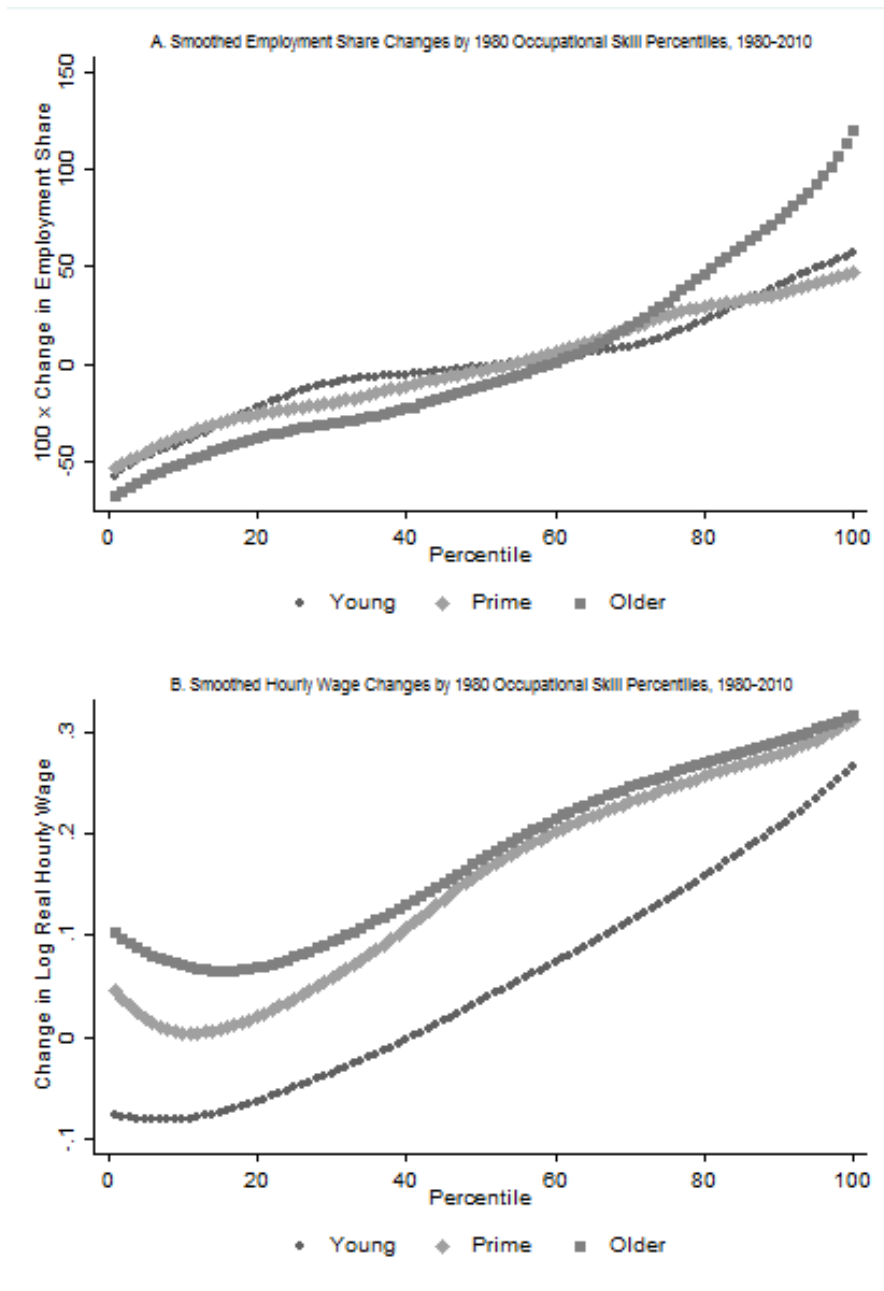 A. Smoothed Employment Share Changes by 1980 Occupational Skill Percentiles, 1980-2010
100 x Change in Employment Share
150
100
50
0
-50
0 20 40 60 80 100
Percentile
Young Prime Older
B. Smoothed Hourly Wage Changes by 1980 Occupational Skill Percentiles, 1980-2010
Change in Log Real Hourly Wage
.3
.2
.1
0
-.1
0 20 40 60 80 100
Percentile
Young Prime Older